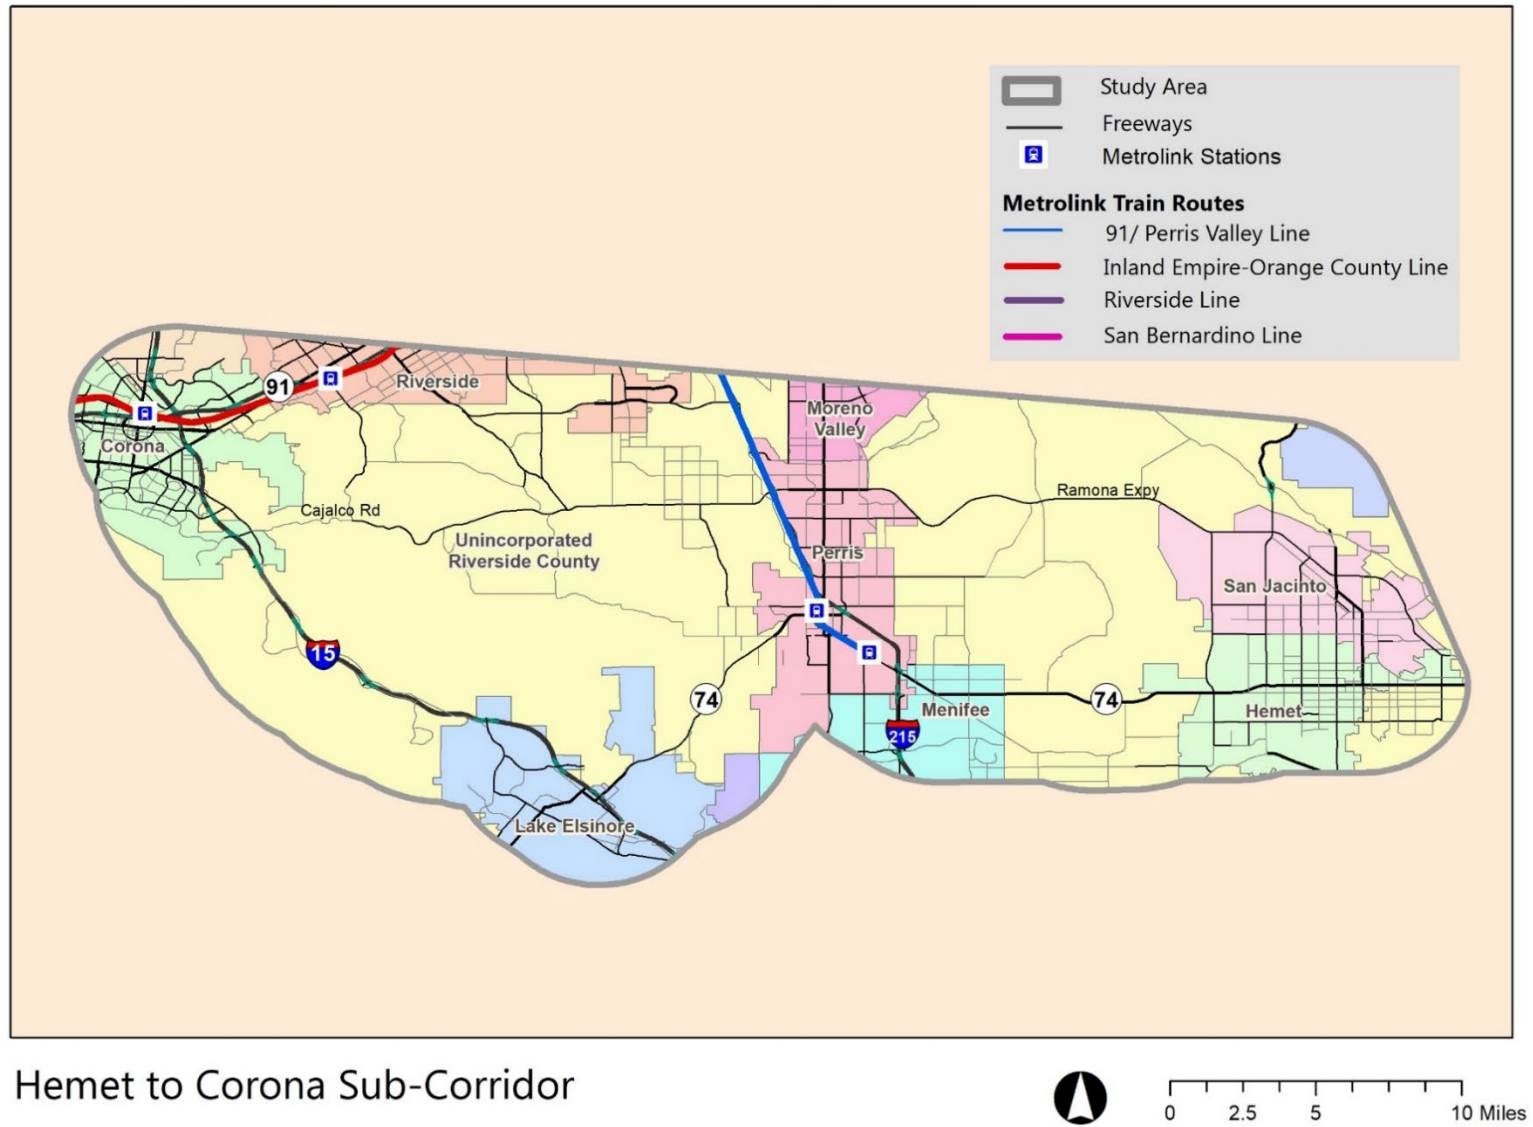 Study Area
Freeways
Metrolink Stations
Metrolink Train Routes
91/ Perris Valley Line
Inland Empire-Orange County Line
Riverside Line
San Bernardino Line
91
Riverside
Moreno
Valley
Corona
Cajalco Rd
Ramona Expy
Unincorporated
Riverside County
Perris
San Jacinto
15
74
74
Menifee
Hemet
215
Lake Elsinore
Hemet to Corona Sub-Corridor
0 2.5 5 10 Miles